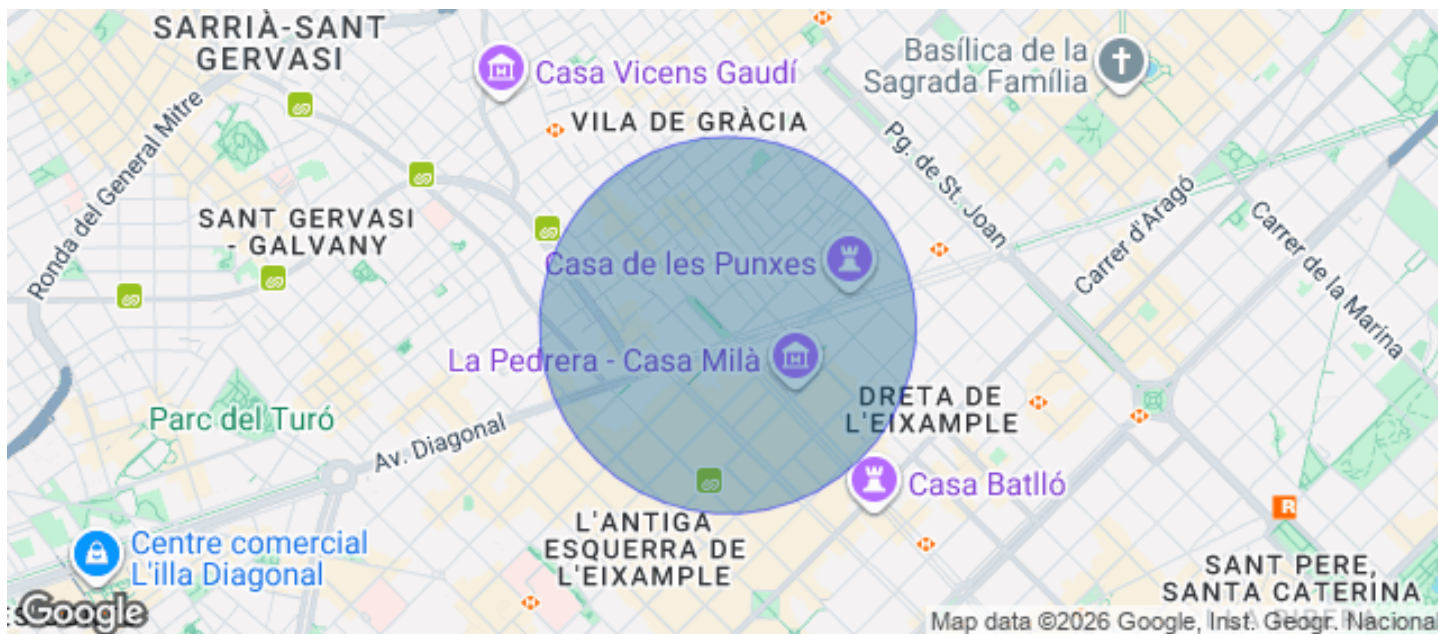 SARRIÀ-SANT
GERVASI
Casa Vicens Gaudí
Basílica de la
Sagrada Família
VILA DE GRÀCIA
Ronda del General Mitre
Pg. de St. Joan
SANT GERVASI
- GALVANY
Carrer d'Aragó
Carrer de la Marina
Casa de les Punxes
La Pedrera - Casa Milà
Parc del Turó
Av. Diagonal
DRETA DE
L'EIXAMPLE
Casa Batlló
R
L'ANTIGA
ESQUERRA DE
L'EIXAMPLE
Centre comercial
L'illa Diagonal
SANT PERE,
SANTA CATERINA
Google
Map data ©2026 Google, Inst. Geogr. Nacional